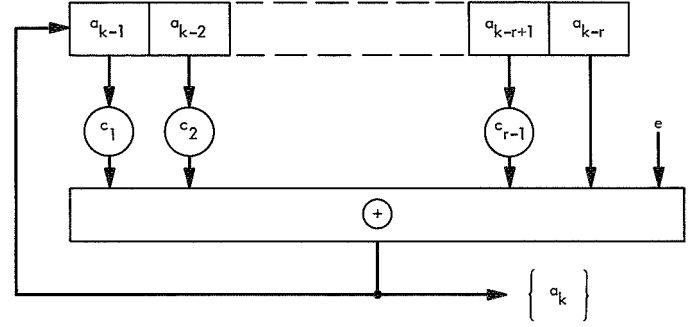 a_{k-1} a_{k-2} a_{k-r+1} a_{k-r}
c_1 c_2 c_{r-1} e
+
{ a_k }